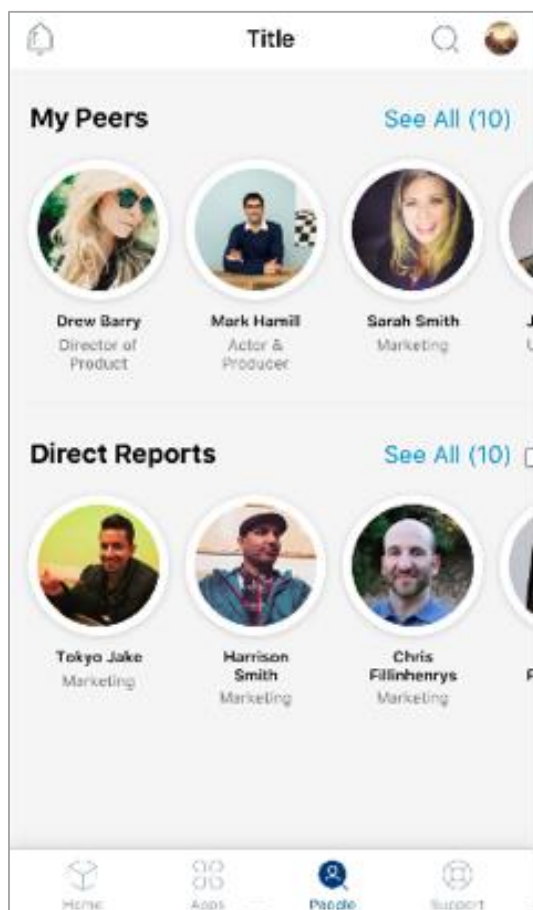 Title
My Peers
See All (10)
Drew Barry
Director of
Product
Mark Hamill
Actor &
Producer
Sarah Smith
Marketing
J
U
Direct Reports
See All (10)
Tokyo Jake
Marketing
Harrison
Smith
Marketing
Chris
Fillinhenrys
Marketing
Home
Apps
People
Support